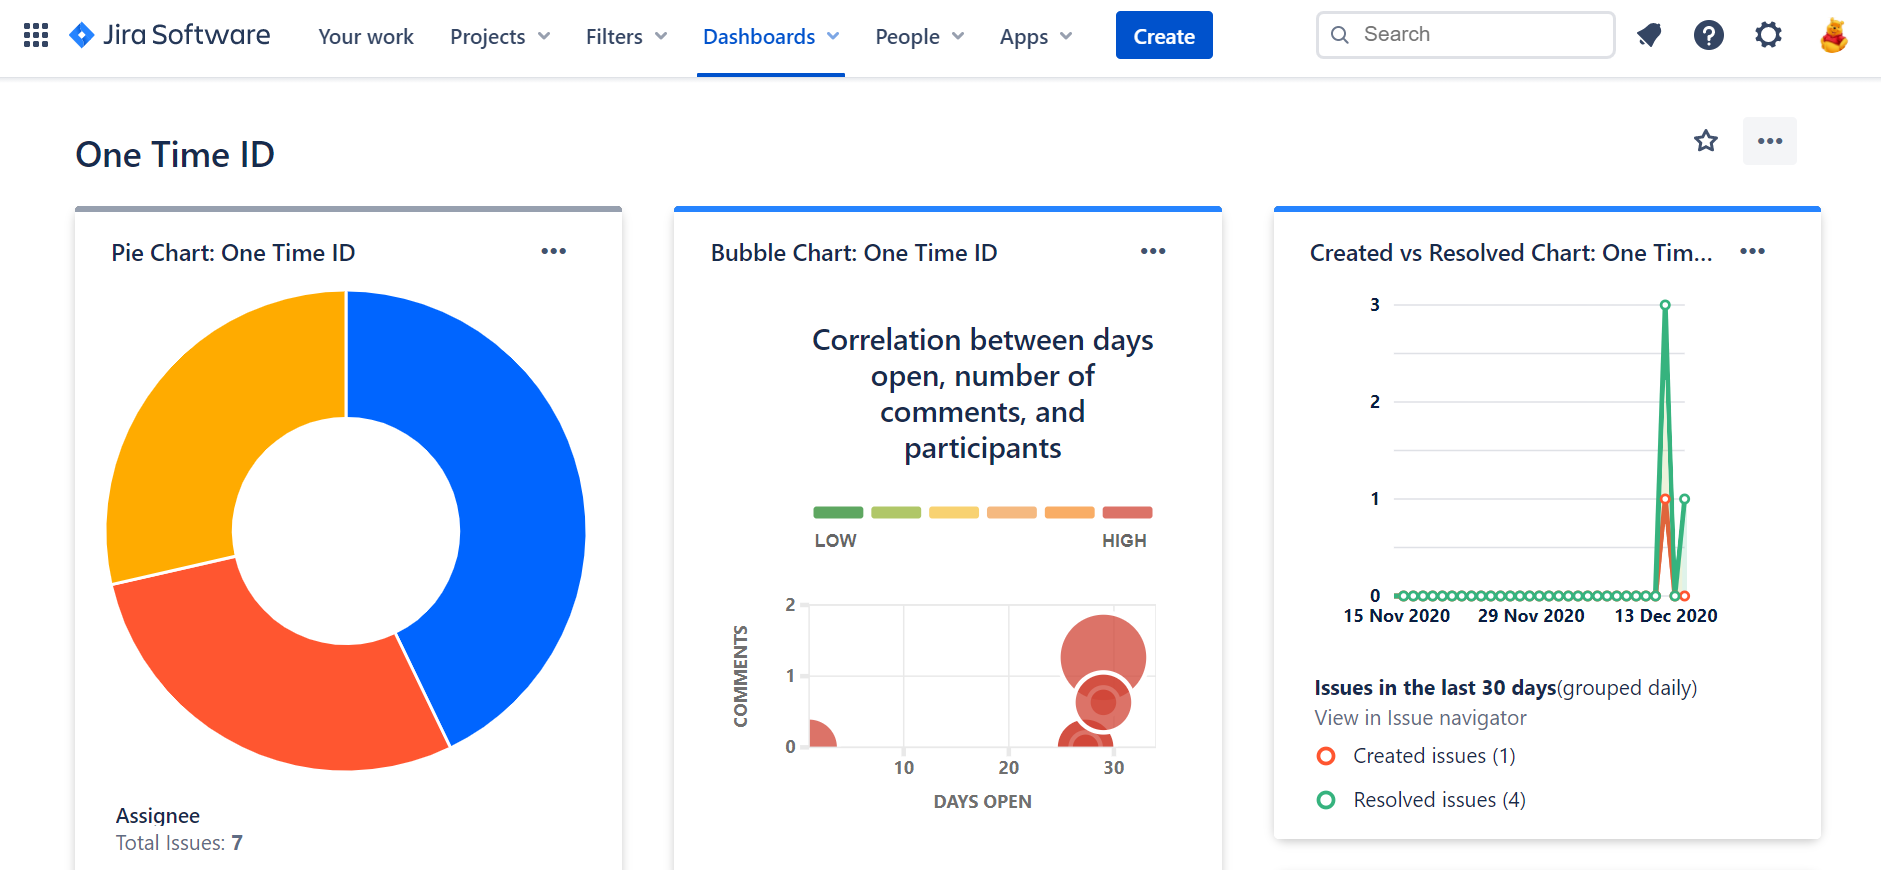 Jira Software
Your work
Projects
Filters
Dashboards
People
Apps
Create
Search
?
One Time ID
Pie Chart: One Time ID
Assignee
Total Issues: 7
Bubble Chart: One Time ID
Correlation between days
open, number of
comments, and
participants
LOW
HIGH
COMMENTS
2
1
0
10
20
30
DAYS OPEN
Created vs Resolved Chart: One Tim...
3
2
1
0
15 Nov 2020
29 Nov 2020
13 Dec 2020
Issues in the last 30 days(grouped daily)
View in Issue navigator
Created issues (1)
Resolved issues (4)